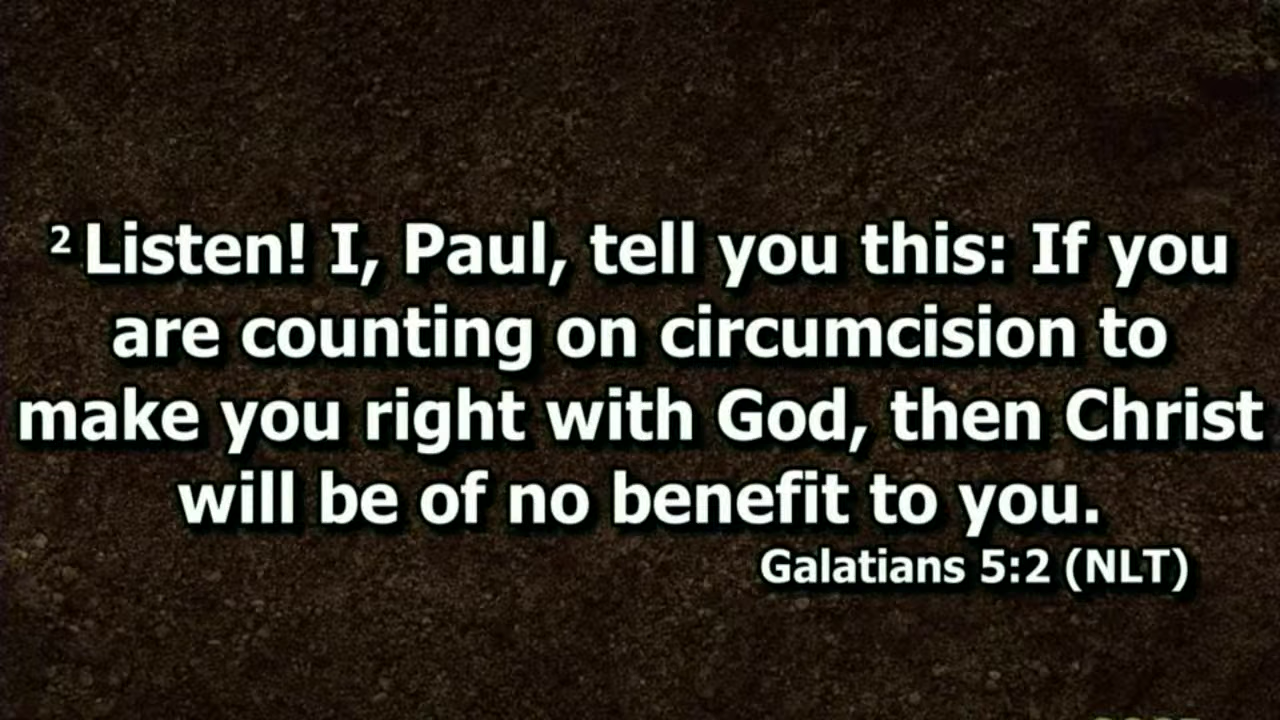 ² Listen! I, Paul, tell you this: If you
are counting on circumcision to
make you right with God, then Christ
will be of no benefit to you.
Galatians 5:2 (NLT)